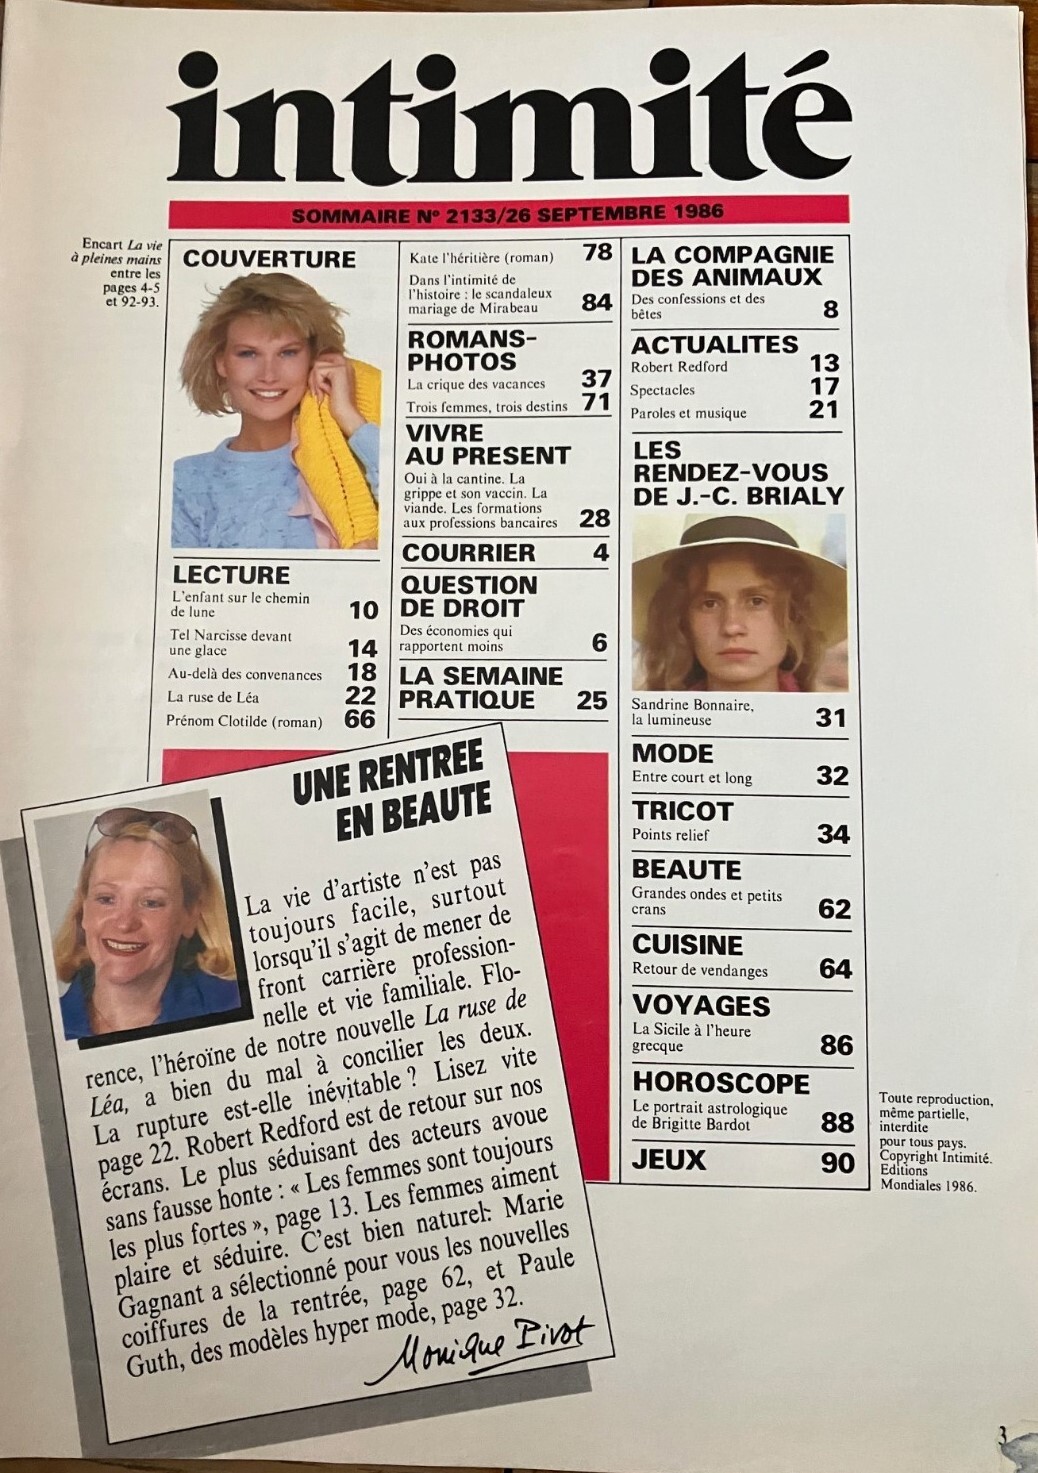 intimité
SOMMAIRE N° 2133/26 SEPTEMBRE 1986
Encart La vie
à pleines mains
entre les
pages 4-5
et 92-93.
COUVERTURE
LECTURE
L'enfant sur le chemin
de lune 10
Tel Narcisse devant
une glace 14
Au-delà des convenances 18
La ruse de Léa 22
Prénom Clotilde (roman) 66
Kate l'héritière (roman) 78
Dans l'intimité de
l'histoire : le scandaleux
mariage de Mirabeau 84
ROMANS-
PHOTOS
La crique des vacances 37
Trois femmes, trois destins 71
VIVRE
AU PRESENT
Oui à la cantine. La
grippe et son vaccin. La
viande. Les formations
aux professions bancaires 28
COURRIER 4
QUESTION
DE DROIT
Des économies qui
rapportent moins 6
LA SEMAINE
PRATIQUE 25
LA COMPAGNIE
DES ANIMAUX
Des confessions et des
bêtes 8
ACTUALITES
Robert Redford 13
Spectacles 17
Paroles et musique 21
LES
RENDEZ-VOUS
DE J.-C. BRIALY
Sandrine Bonnaire,
la lumineuse 31
MODE
Entre court et long 32
TRICOT
Points relief 34
BEAUTE
Grandes ondes et petits
crans 62
CUISINE
Retour de vendanges 64
VOYAGES
La Sicile à l'heure
grecque 86
HOROSCOPE
Le portrait astrologique
de Brigitte Bardot 88
JEUX 90
UNE RENTREE
EN BEAUTE
La vie d'artiste n'est pas
toujours facile, surtout
lorsqu'il s'agit de mener de
front carrière profession-
nelle et vie familiale. Flo-
rence, l'héroïne de notre nouvelle La ruse de
Léa, a bien du mal à concilier les deux.
La rupture est-elle inévitable ? Lisez vite
page 22. Robert Redford est de retour sur nos
écrans. Le plus séduisant des acteurs avoue
sans fausse honte : « Les femmes sont toujours
les plus fortes », page 13. Les femmes aiment
plaire et séduire. C'est bien naturel: Marie
Gagnant a sélectionné pour vous les nouvelles
coiffures de la rentrée, page 62, et Paule
Guth, des modèles hyper mode, page 32.
Monique Pivot
Toute reproduction,
même partielle,
interdite
pour tous pays.
Copyright Intimité.
Editions
Mondiales 1986.
3